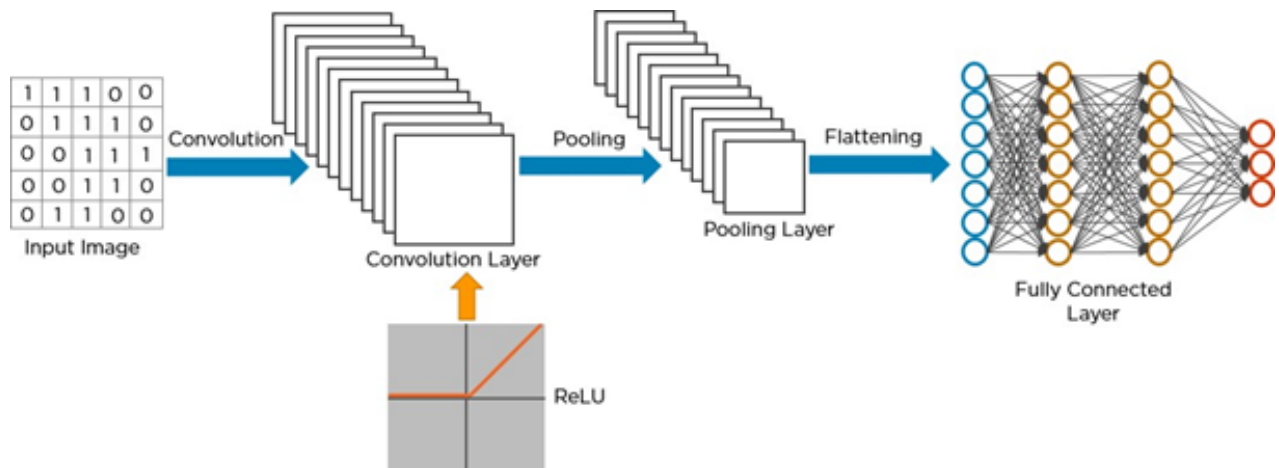 1 1 1 0 0
0 1 1 1 0
0 0 1 1 1
0 0 1 1 0
0 1 1 0 0
Input Image
Convolution
Convolution Layer
ReLU
Pooling
Pooling Layer
Flattening
Fully Connected
Layer